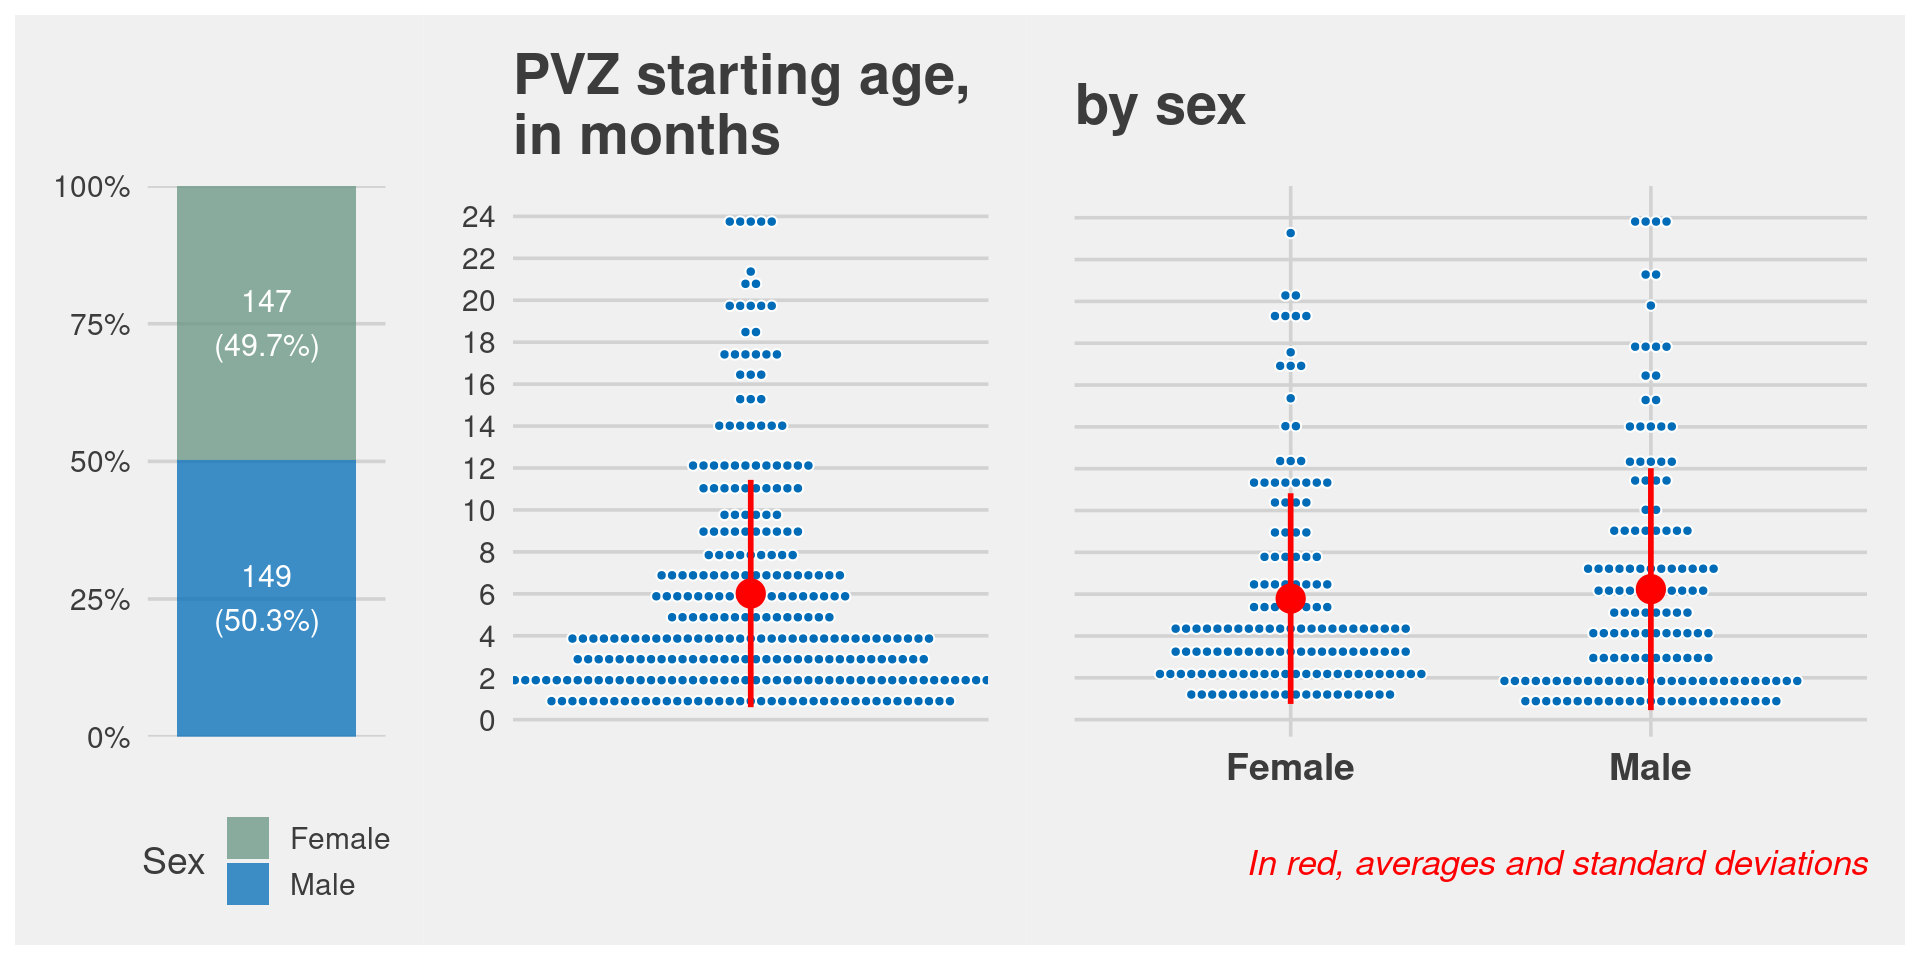 PVZ starting age,
in months
by sex
100%
75%
50%
25%
0%
147
(49.7%)
149
(50.3%)
24
22
20
18
16
14
12
10
8
6
4
2
0
Female
Male
Sex
Female
Male
In red, averages and standard deviations